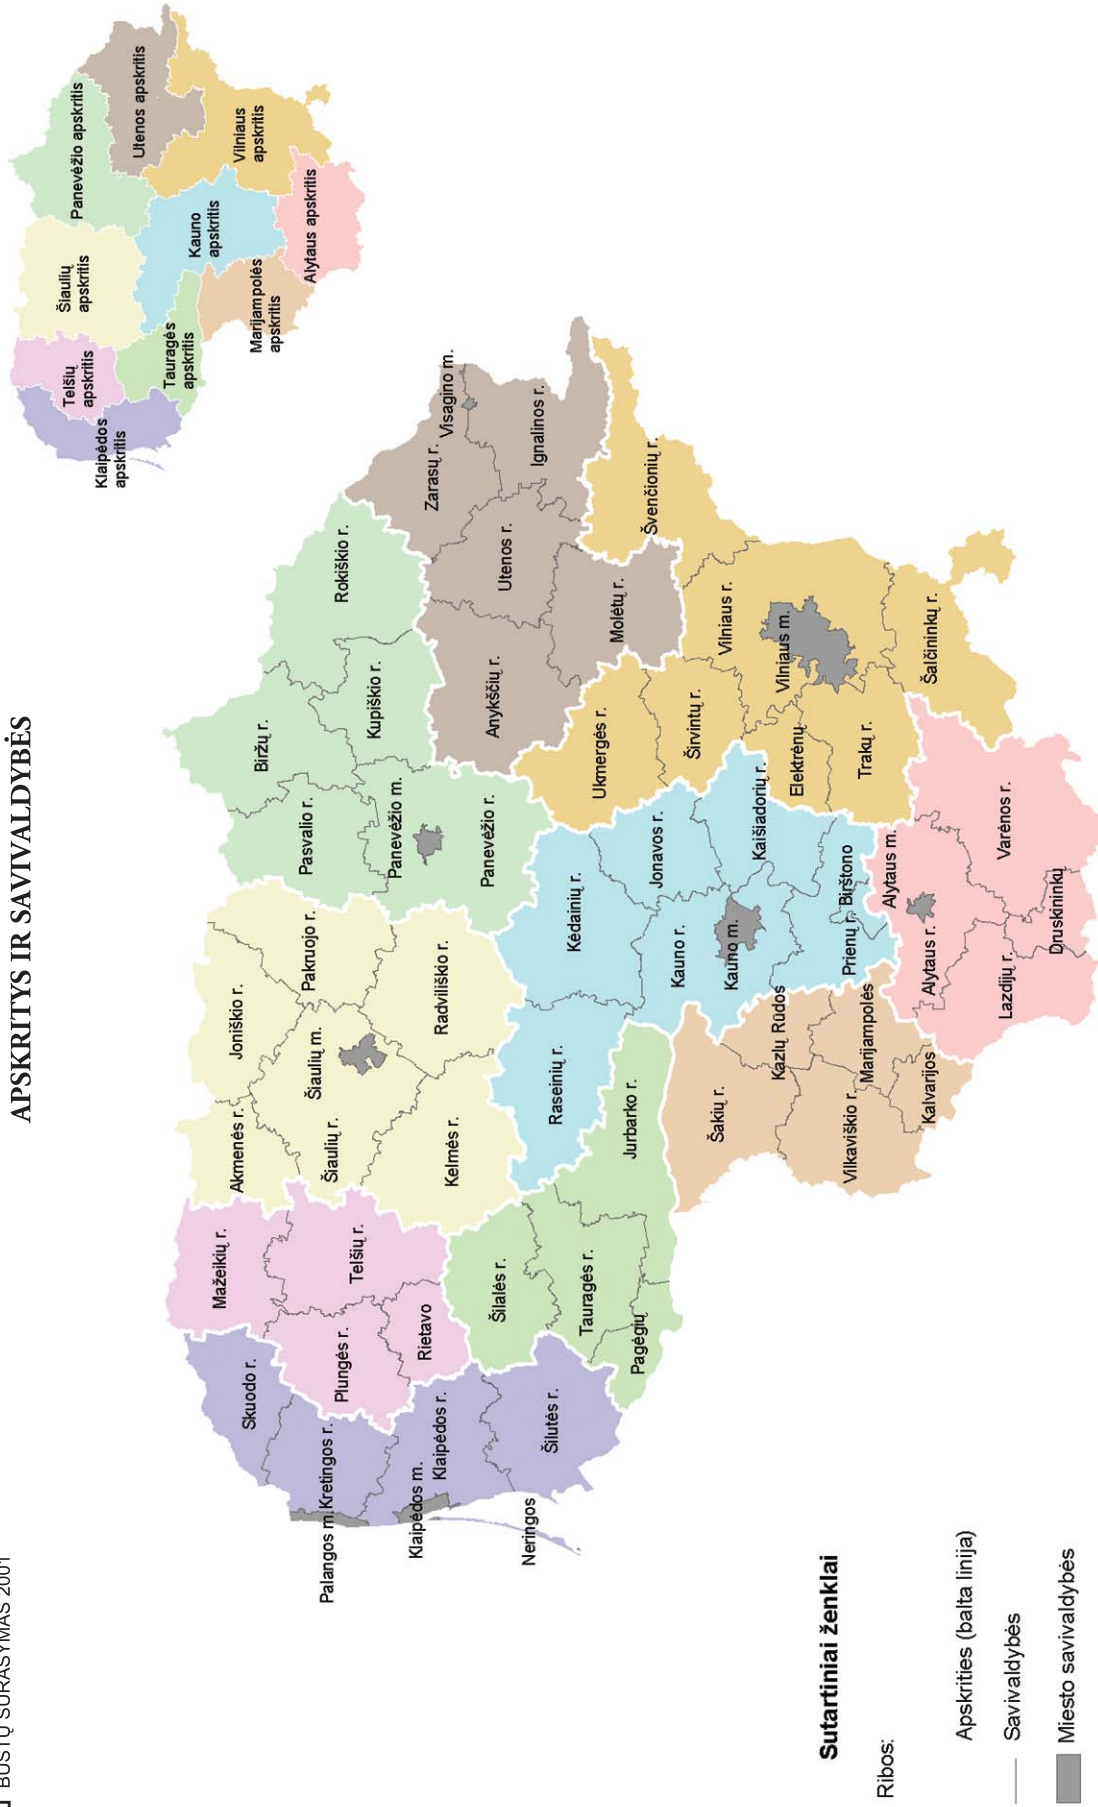 BŪSTŲ SURAŠYMAS 2001
APSKRITYS IR SAVIVALDYBĖS
Klaipėdos
apskritis
Telšių
apskritis
Šiaulių
apskritis
Panevėžio apskritis
Utenos apskritis
Tauragės
apskritis
Kauno
apskritis
Vilniaus
apskritis
Marijampolės
apskritis
Alytaus apskritis
Skuodo r.
Mažeikių r.
Akmenės r.
Joniškio r.
Pakruojo r.
Pasvalio r.
Biržų r.
Rokiškio r.
Palangos m.
Kretingos r.
Plungės r.
Telšių r.
Šiaulių r.
Šiaulių m.
Panevėžio m.
Kupiškio r.
Zarasų r.
Visagino m.
Klaipėdos m.
Klaipėdos r.
Rietavo
Kelmės r.
Radviliškio r.
Panevėžio r.
Anykščių r.
Utenos r.
Ignalinos r.
Neringos
Šilutės r.
Šilalės r.
Tauragės r.
Pagėgių
Jurbarko r.
Raseinių r.
Kėdainių r.
Ukmergės r.
Molėtų r.
Švenčionių r.
Kauno r.
Kauno m.
Jonavos r.
Širvintų r.
Vilniaus r.
Vilniaus m.
Šakių r.
Kazlų Rūdos
Kaišiadorių r.
Elektrėnų
Trakų r.
Šalčininkų r.
Vilkaviškio r.
Marijampolės
Prienų r.
Birštono
Kalvarijos
Alytaus r.
Alytaus m.
Lazdijų r.
Varėnos r.
Druskininkų
Sutartiniai ženklai
Ribos:
Apskrities (balta linija)
Savivaldybės
Miesto savivaldybės